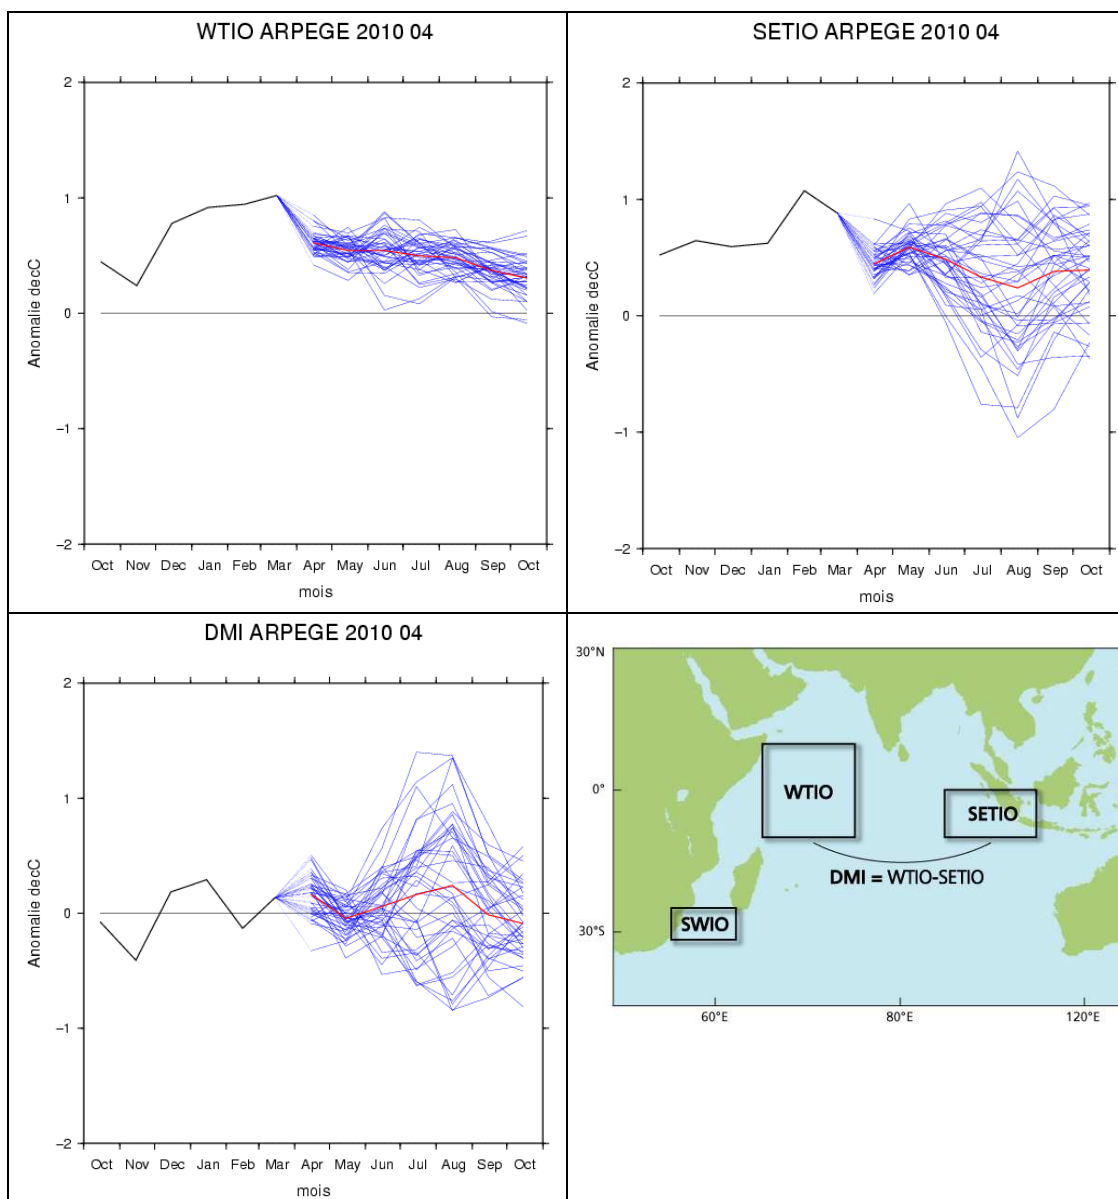 WTIO ARPEGE 2010 04
2
1
0
−1
−2
Anomalie decC
Oct Nov Dec Jan Feb Mar Apr May Jun Jul Aug Sep Oct
mois
SETIO ARPEGE 2010 04
2
1
0
−1
−2
Anomalie decC
Oct Nov Dec Jan Feb Mar Apr May Jun Jul Aug Sep Oct
mois
DMI ARPEGE 2010 04
2
1
0
−1
−2
Anomalie decC
Oct Nov Dec Jan Feb Mar Apr May Jun Jul Aug Sep Oct
mois
30°N
0°
30°S
WTIO
SETIO
DMI = WTIO-SETIO
SWIO
60°E 80°E 120°E